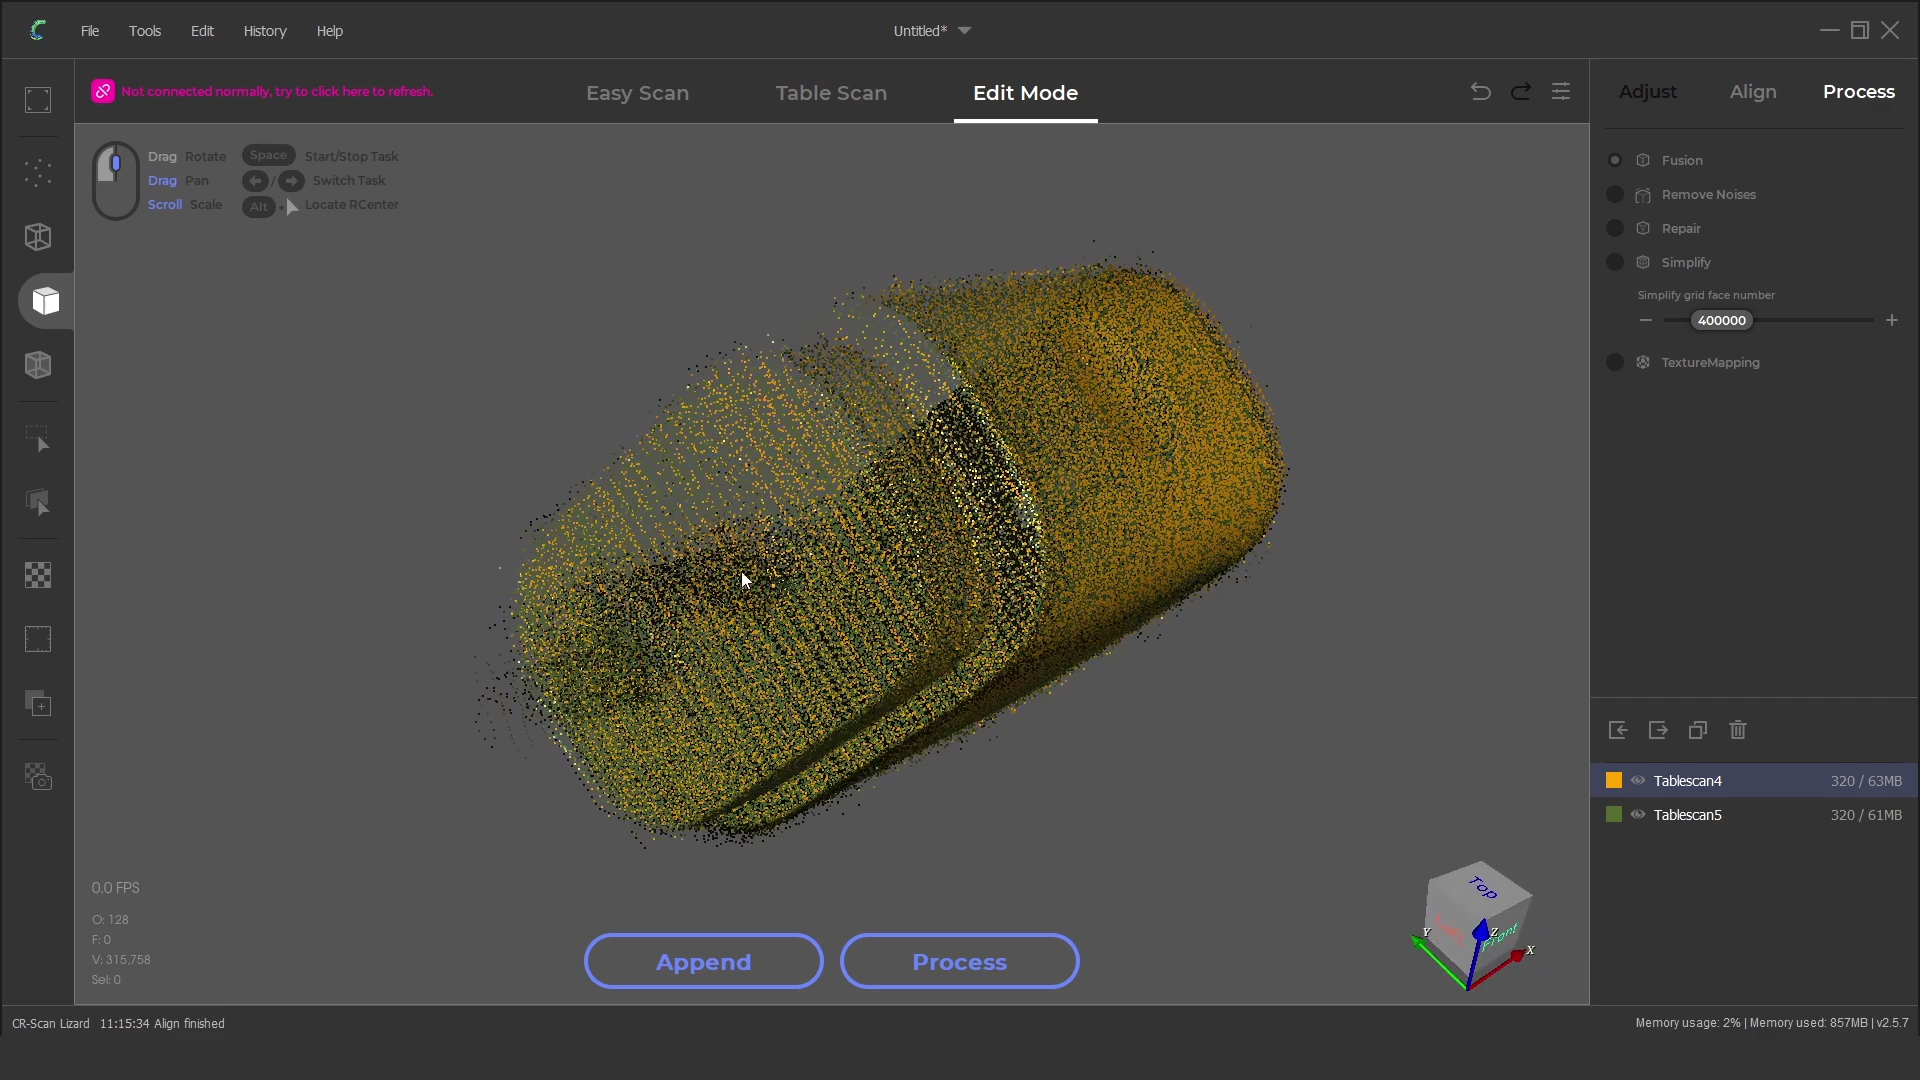 File Tools Edit History Help
Untitled*
Not connected normally, try to click here to refresh.
Easy Scan Table Scan Edit Mode
Adjust Align Process
Drag Rotate Space Start/Stop Task
Drag Pan / Switch Task
Scroll Scale Alt + Locate RCenter
Fusion
Remove Noises
Repair
Simplify
Simplify grid face number
400000
TextureMapping
Tablescan4 320 / 63MB
Tablescan5 320 / 61MB
0.0 FPS
O: 128
F: 0
V: 315,758
Sel: 0
Append Process
Top
Front
Y
Z
X
CR-Scan Lizard 11:15:34 Align finished
Memory usage: 2% | Memory used: 857MB | v2.5.7